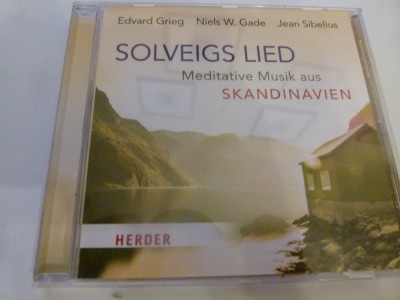 Edvard Grieg Niels W. Gade Jean Sibelius
SOLVEIGS LIED
Meditative Musik aus
SKANDINAVIEN
HERDER